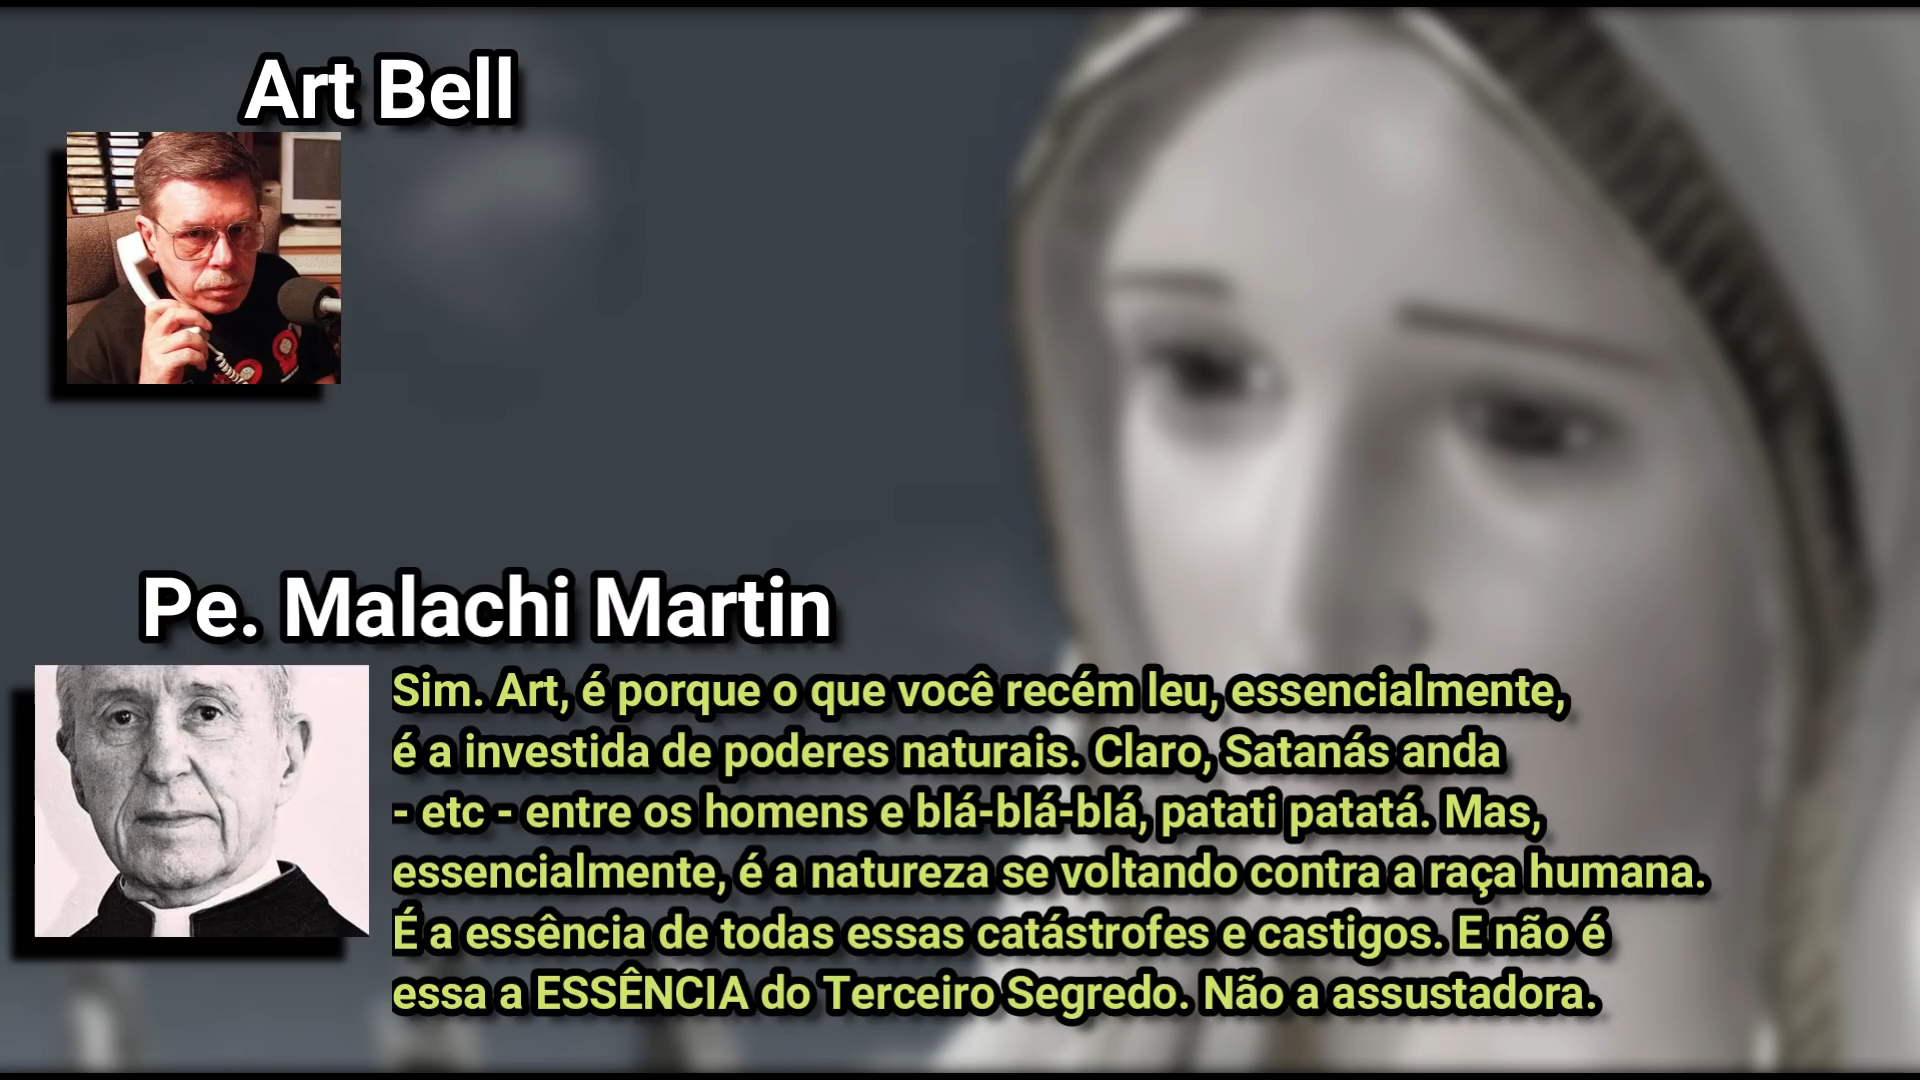 Art Bell
Pe. Malachi Martin
Sim. Art, é porque o que você recém leu, essencialmente,
é a investida de poderes naturais. Claro, Satanás anda
- etc - entre os homens e blá-blá-blá, patati patatá. Mas,
essencialmente, é a natureza se voltando contra a raça humana.
É a essência de todas essas catástrofes e castigos. E não é
essa a ESSÊNCIA do Terceiro Segredo. Não a assustadora.